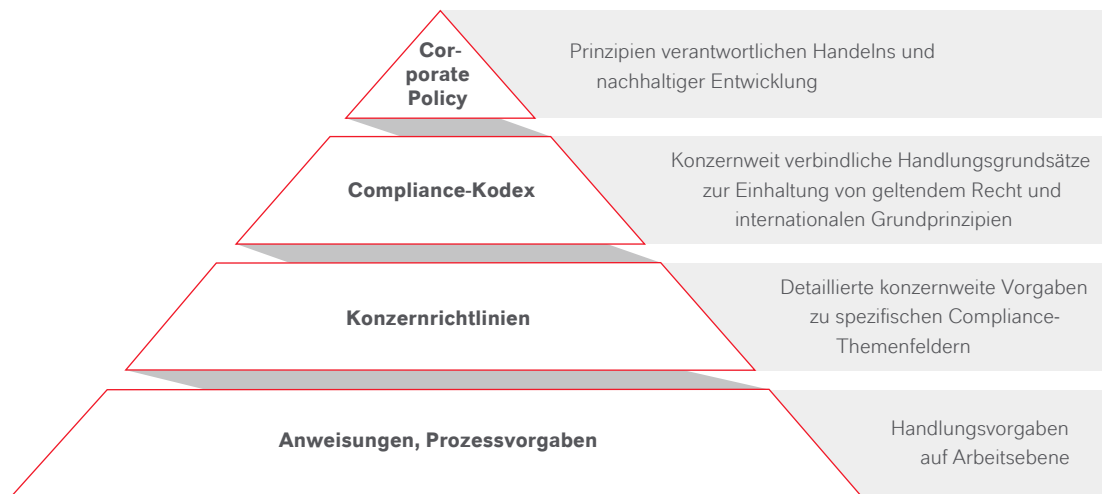 Cor-
porate
Policy
Prinzipien verantwortlichen Handelns und
nachhaltiger Entwicklung
Compliance-Kodex
Konzernweit verbindliche Handlungsgrundsätze
zur Einhaltung von geltendem Recht und
internationalen Grundprinzipien
Konzernrichtlinien
Detaillierte konzernweite Vorgaben
zu spezifischen Compliance-
Themenfeldern
Anweisungen, Prozessvorgaben
Handlungsvorgaben
auf Arbeitsebene